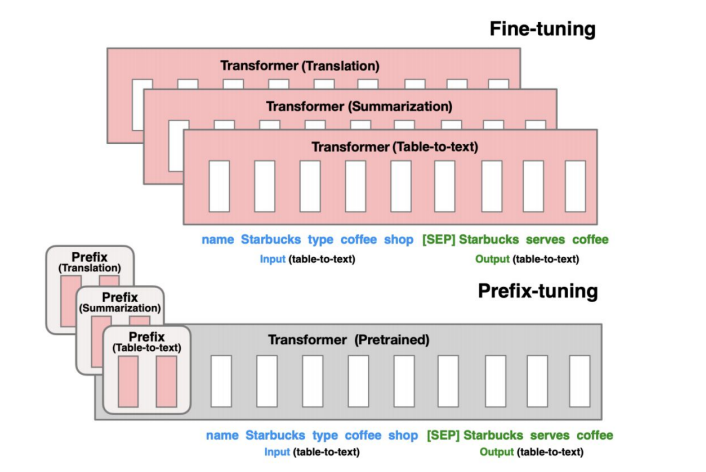 Fine-tuning
Transformer (Translation)
Transformer (Summarization)
Transformer (Table-to-text)
name Starbucks type coffee shop [SEP] Starbucks serves coffee
Input (table-to-text) Output (table-to-text)
Prefix
(Translation)
Prefix-tuning
Prefix
(Summarization)
Prefix
(Table-to-text)
Transformer (Pretrained)
name Starbucks type coffee shop [SEP] Starbucks serves coffee
Input (table-to-text) Output (table-to-text)